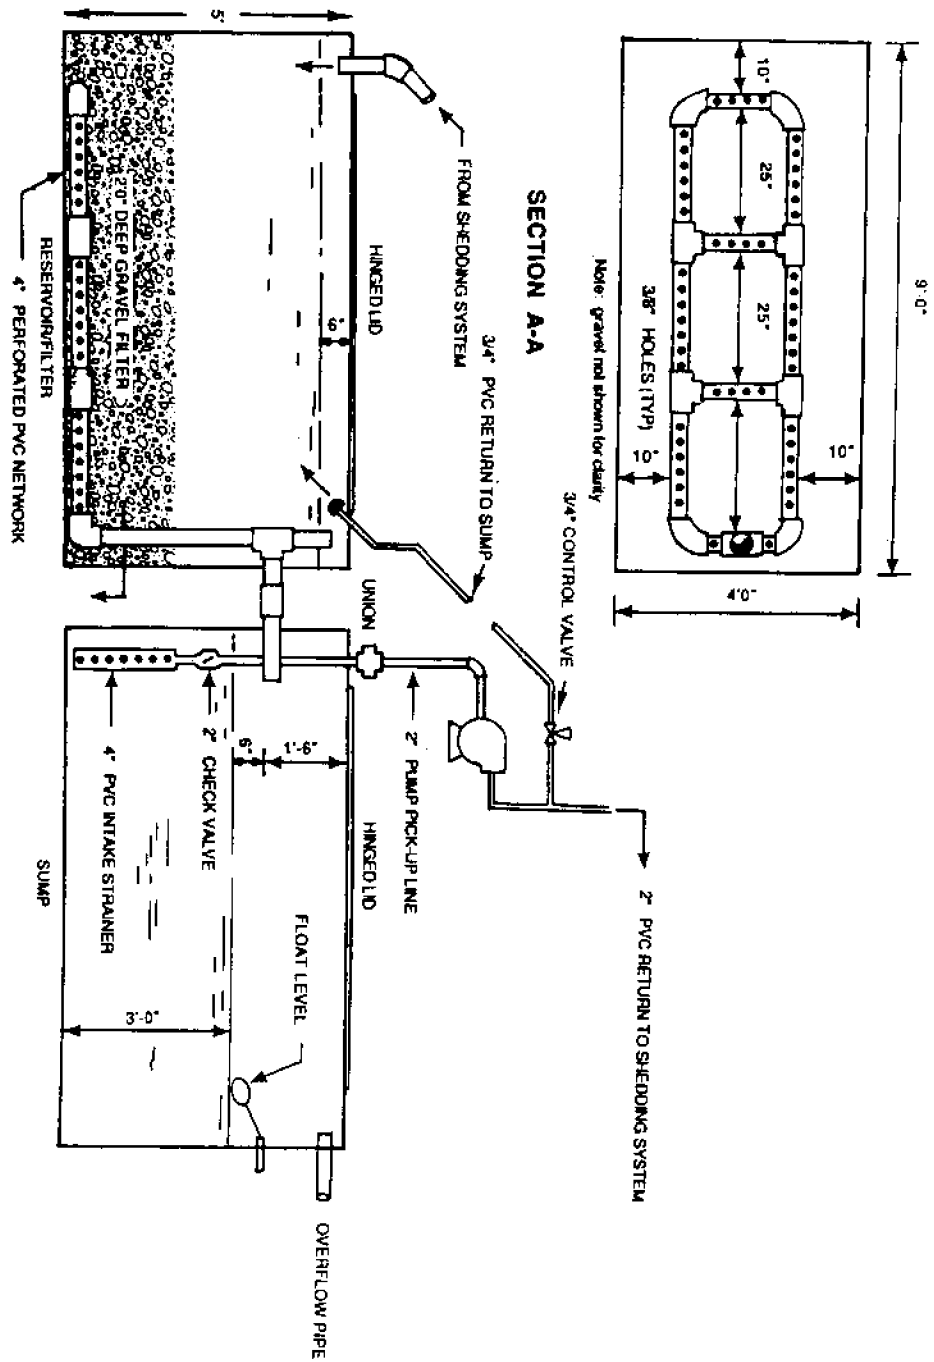 9'-0"
10"
25"
25"
3/8" HOLES (TYP)
10"
10"
4'0"
Note: gravel not shown for clarity
SECTION A-A
FROM SHEDDING SYSTEM
3/4" PVC RETURN TO SUMP
3/4" CONTROL VALVE
2" PVC RETURN TO SHEDDING SYSTEM
5'
HINGED LID
6"
2'0" DEEP GRAVEL FILTER
RESERVOIR/FILTER
4" PERFORATED PVC NETWORK
UNION
2" PUMP PICK-UP LINE
HINGED LID
1'-6"
6"
FLOAT LEVEL
2" CHECK VALVE
4" PVC INTAKE STRAINER
3'-0"
SUMP
OVERFLOW PIPE